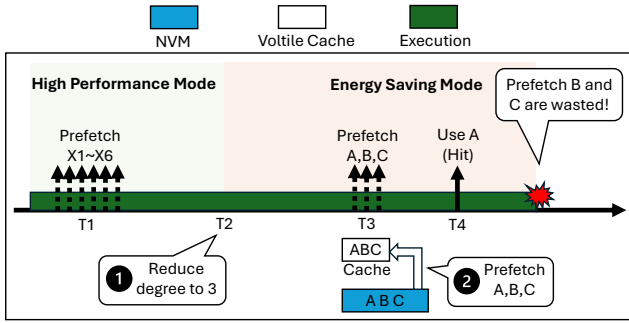 NVM
Voltile Cache
Execution
High Performance Mode
Energy Saving Mode
Prefetch B and
C are wasted!
Prefetch
X1~X6
Prefetch
A,B,C
Use A
(Hit)
T1
T2
T3
T4
1
Reduce
degree to 3
ABC
Cache
A B C
2
Prefetch
A,B,C